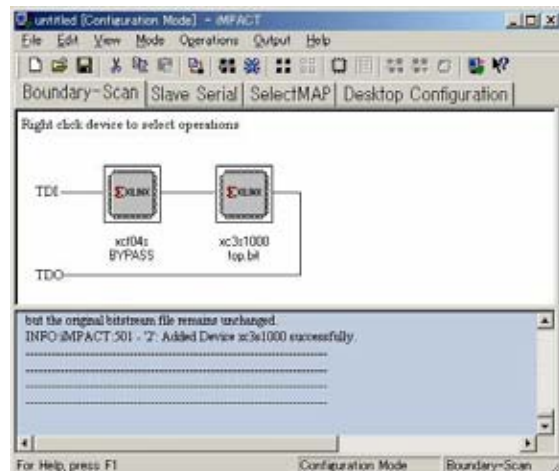 untitled [Configuration Mode] - iMPACT
File Edit View Mode Operations Output Help
Boundary-Scan Slave Serial SelectMAP Desktop Configuration
Right click device to select operations
TDI
XILINX XILINX
xcf04s xc3s1000
BYPASS top.bit
TDO
but the original bitstream file remains unchanged.
INFO:iMPACT:501 - '2': Added Device xc3s1000 successfully.
----------------------------------------------------------------------
----------------------------------------------------------------------
----------------------------------------------------------------------
----------------------------------------------------------------------
For Help, press F1 Configuration Mode Boundary-Scan